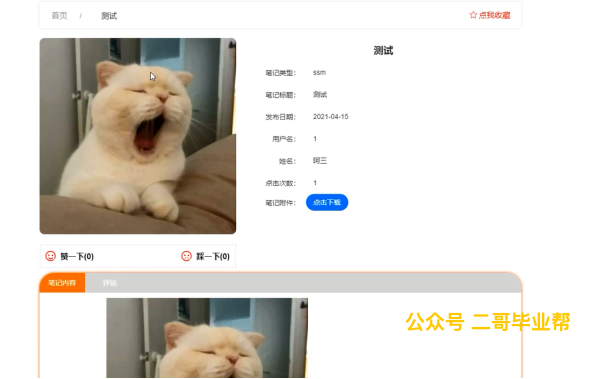 首页 / 测试
☆ 点我收藏
测试
笔记类型： ssm
笔记标题： 测试
发布日期： 2021-04-15
用户名： 1
姓名： 阿三
点击次数： 1
笔记附件： 点击下载
赞一下(0)
踩一下(0)
笔记内容
评论
公众号 二哥毕业帮